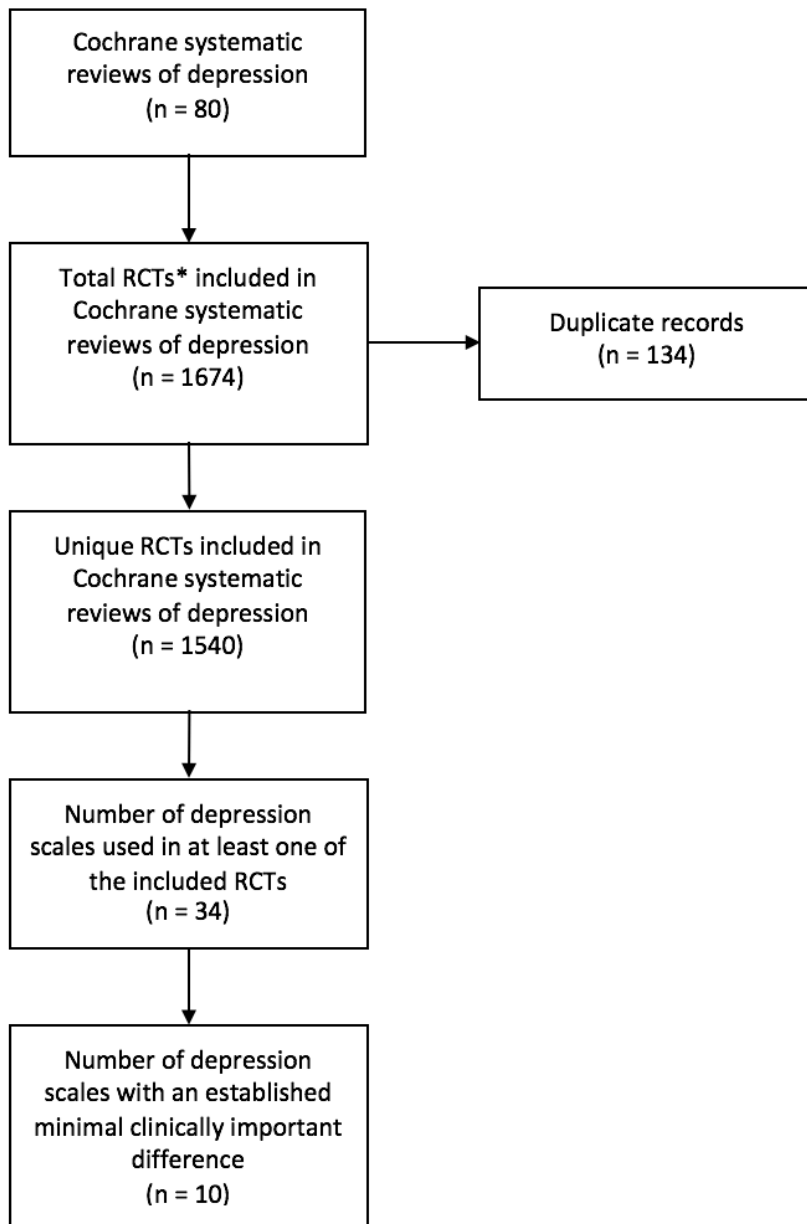 Cochrane systematic
reviews of depression
(n = 80)
Total RCTs* included in
Cochrane systematic
reviews of depression
(n = 1674)
Duplicate records
(n = 134)
Unique RCTs included in
Cochrane systematic
reviews of depression
(n = 1540)
Number of depression
scales used in at least one of
the included RCTs
(n = 34)
Number of depression
scales with an established
minimal clinically important
difference
(n = 10)